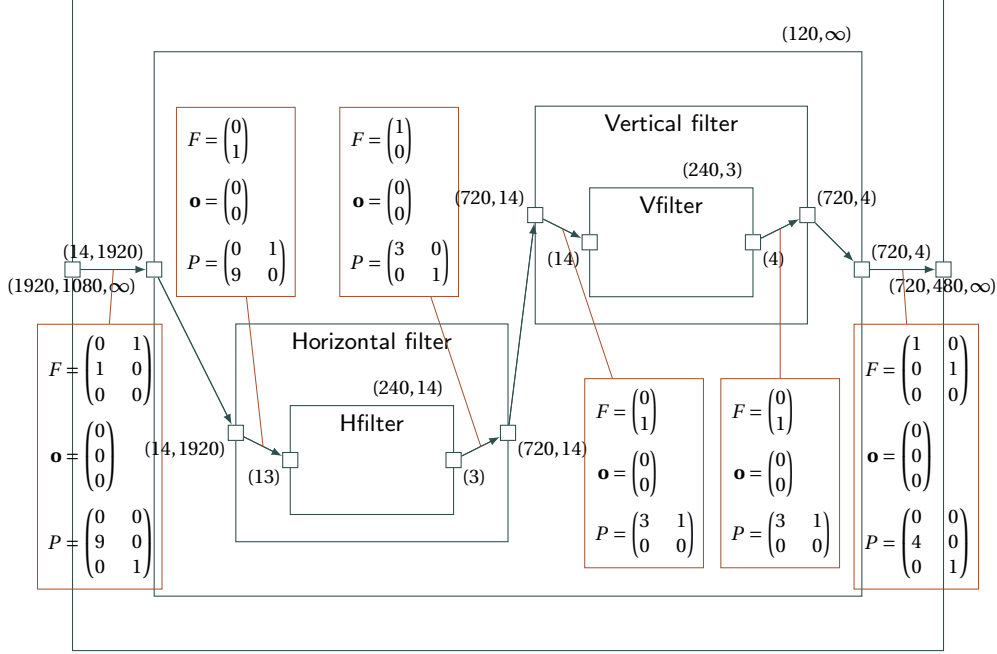 (120,∞)
F = (0 1)
o = (0 0)
P = (0 1 9 0)
F = (1 0)
o = (0 0)
P = (3 0 0 1)
Vertical filter
(240,3)
Vfilter
(720,14)
(14)
(4)
(720,4)
(14,1920)
(1920,1080,∞)
(720,4)
(720,480,∞)
Horizontal filter
(240,14)
Hfilter
(14,1920)
(13)
(3)
(720,14)
F = (0 1 1 0 0 0)
o = (0 0 0)
P = (0 0 9 0 0 1)
F = (0 1)
o = (0 0)
P = (3 1 0 0)
F = (0 1)
o = (0 0)
P = (3 1 0 0)
F = (1 0 0 1 0 0)
o = (0 0 0)
P = (0 0 4 0 0 1)